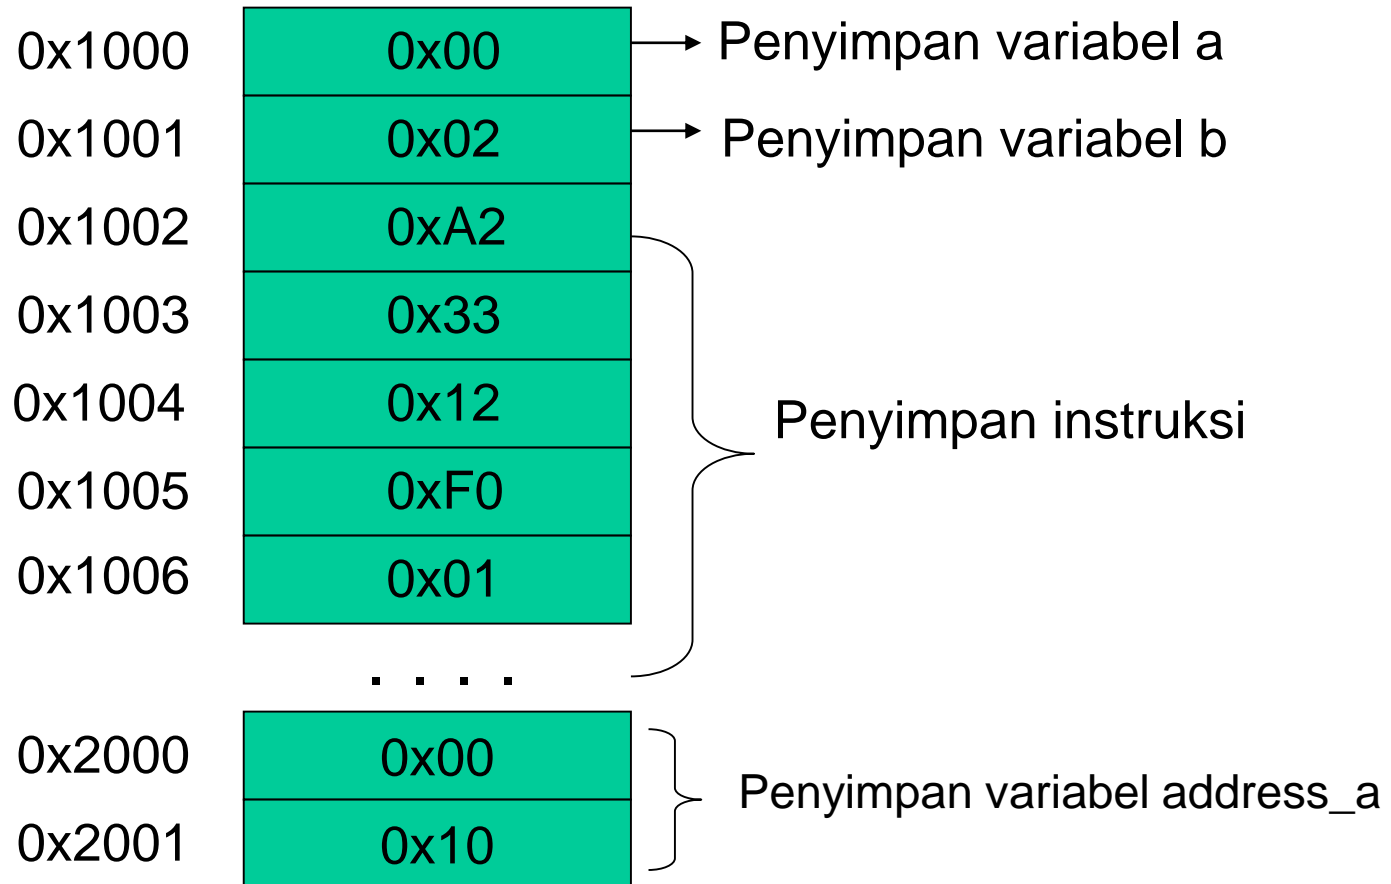 0x1000 0x00 Penyimpan variabel a
0x1001 0x02 Penyimpan variabel b
0x1002 0xA2
0x1003 0x33
0x1004 0x12 Penyimpan instruksi
0x1005 0xF0
0x1006 0x01
. . . .
0x2000 0x00
Penyimpan variabel address_a
0x2001 0x10